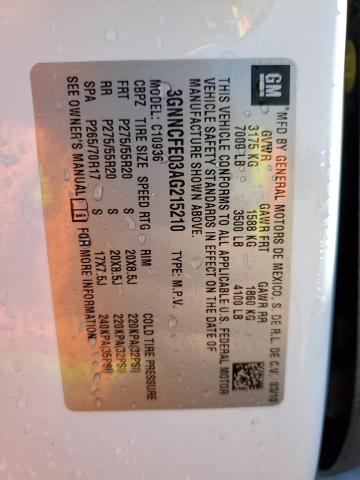 GM
MFD BY GENERAL MOTORS DE MEXICO, S. DE R.L. DE C.V. 03/10
GVWR GAWR FRT GAWR RR
3175 KG 1588 KG 1860 KG
7000 LB 3500 LB 4100 LB
THIS VEHICLE CONFORMS TO ALL APPLICABLE U.S. FEDERAL MOTOR
VEHICLE SAFETY STANDARDS IN EFFECT ON THE DATE OF
MANUFACTURE SHOWN ABOVE.
3GNNCFE03AG215210 TYPE: M.P.V.
C10936
CBPZ TIRE SIZE SPEED RTG RIM COLD TIRE PRESSURE
FRT P275/55R20 S 20X8.5J 220KPA(32PSI)
RR P275/55R20 S 20X8.5J 220KPA(32PSI)
SPA P265/70R17 S 17X7.5J 240KPA(35PSI)
SEE OWNER'S MANUAL FOR MORE INFORMATION.